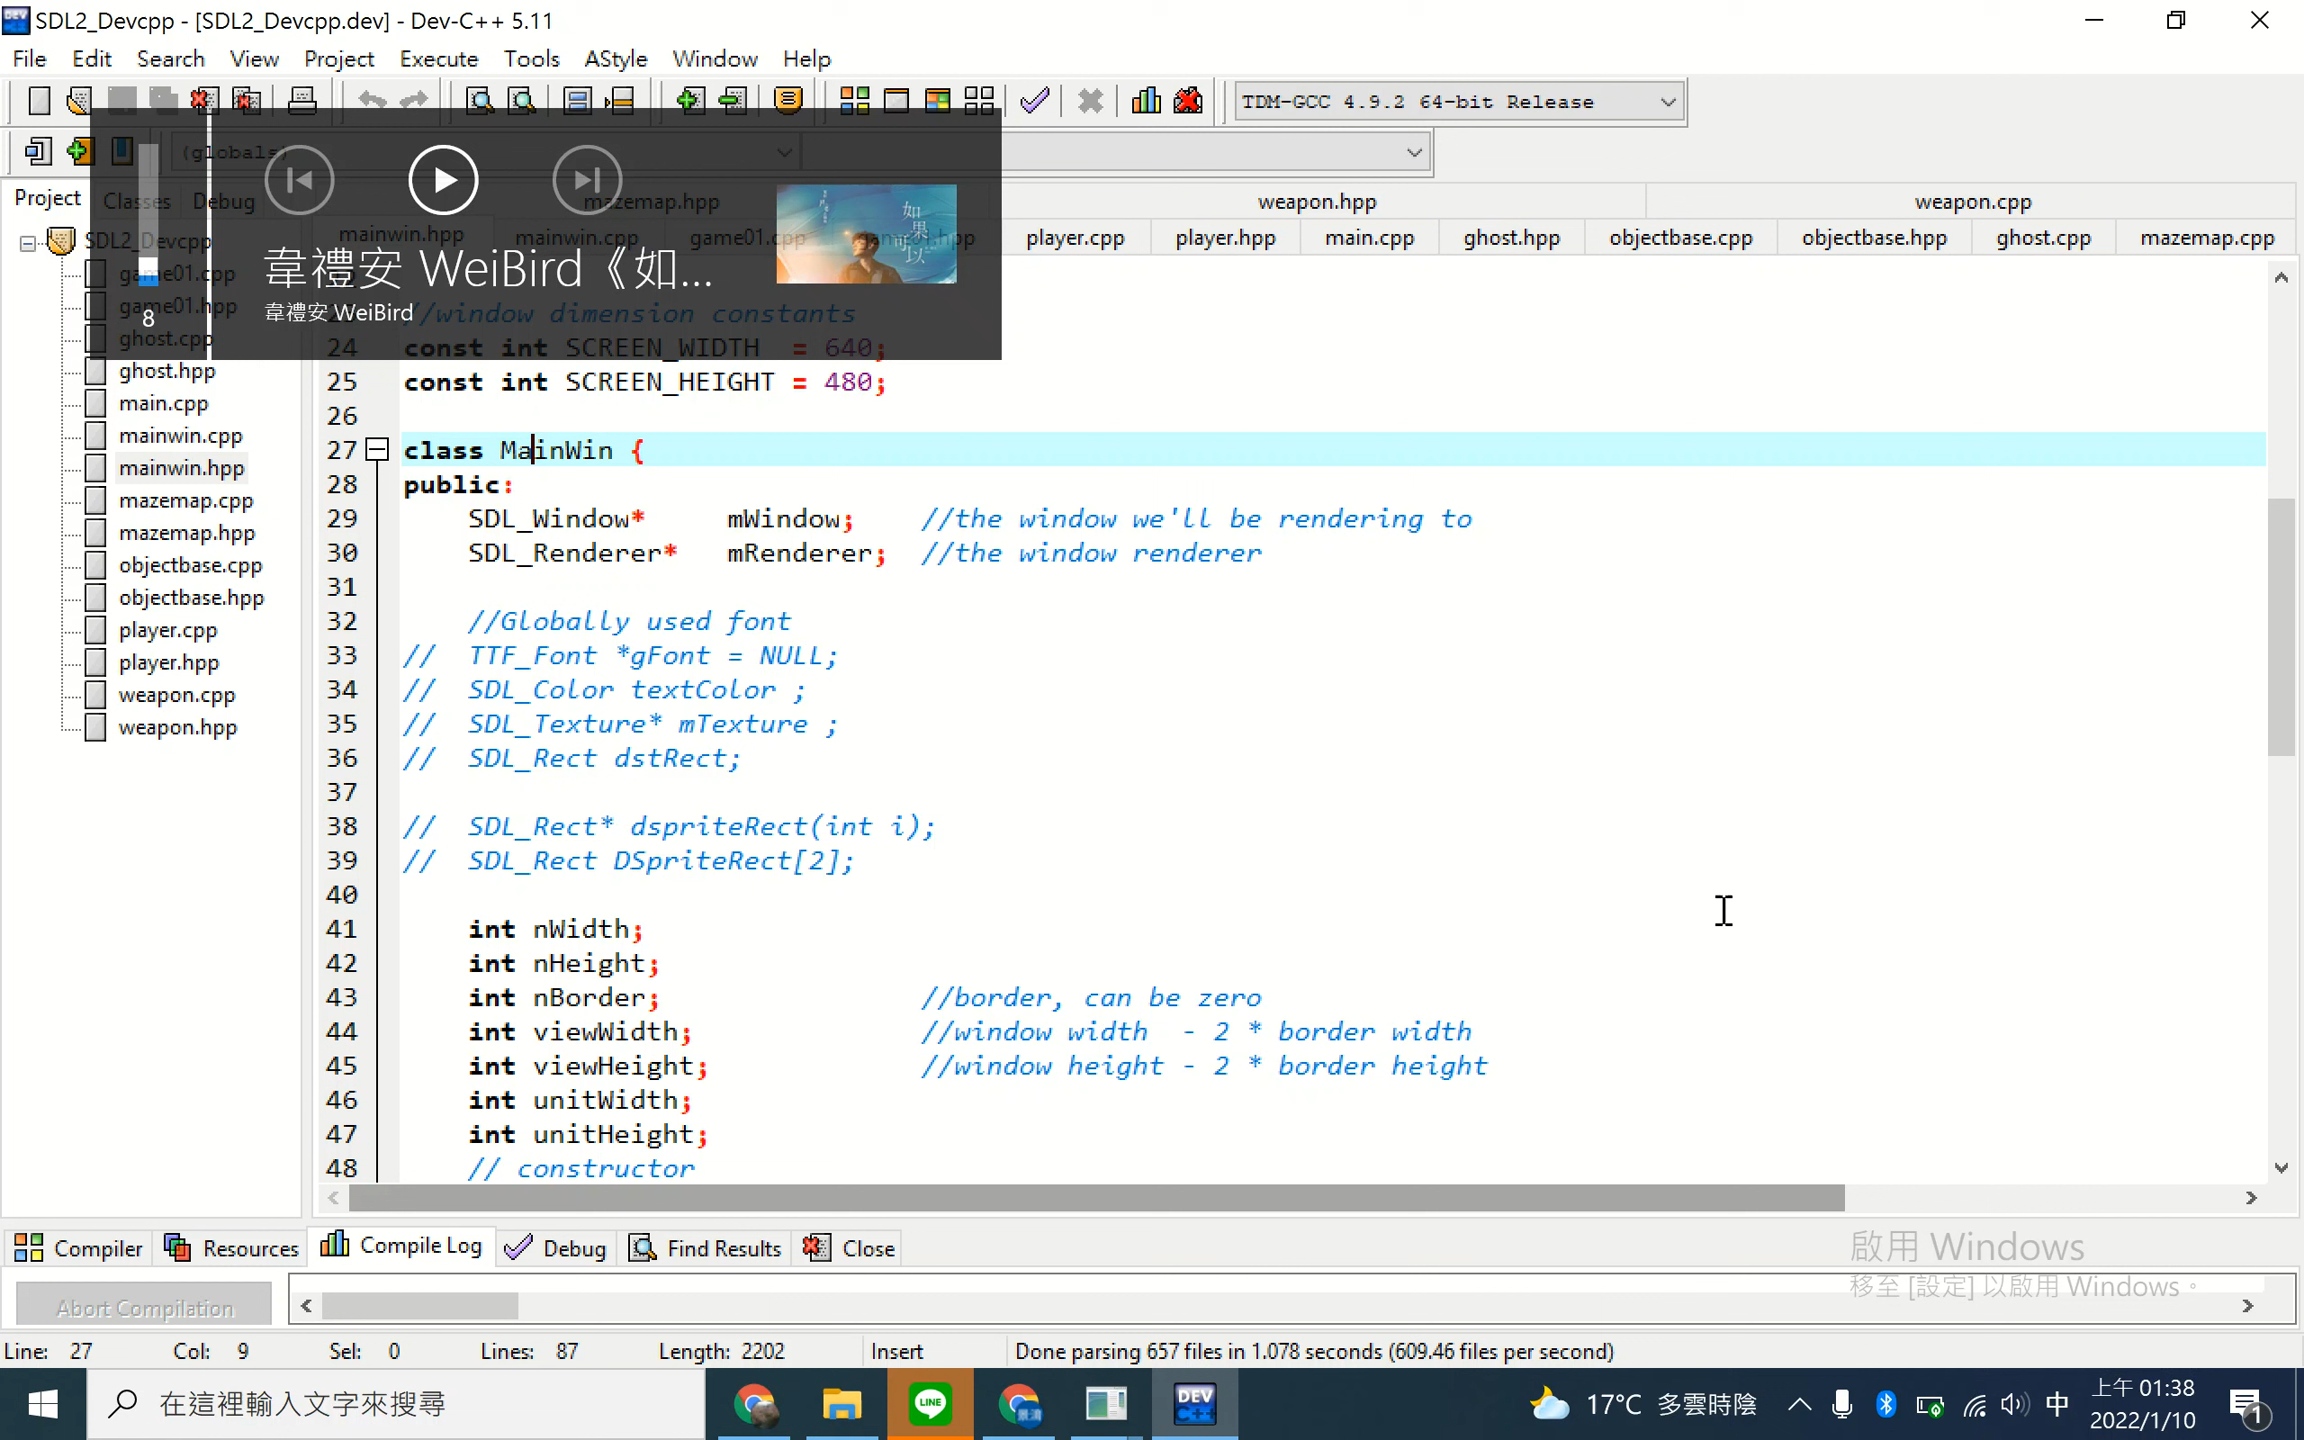 SDL2_Devcpp - [SDL2_Devcpp.dev] - Dev-C++ 5.11
File Edit Search View Project Execute Tools AStyle Window Help
TDM-GCC 4.9.2 64-bit Release
(globals)
Project Classes Debug
mazemap.hpp weapon.hpp weapon.cpp
mainwin.hpp mainwin.cpp game01.cpp game01.hpp player.cpp player.hpp main.cpp ghost.hpp objectbase.cpp objectbase.hpp ghost.cpp mazemap.cpp
SDL2_Devcpp
game01.cpp
game01.hpp
ghost.cpp
ghost.hpp
main.cpp
mainwin.cpp
mainwin.hpp
mazemap.cpp
mazemap.hpp
objectbase.cpp
objectbase.hpp
player.cpp
player.hpp
weapon.cpp
weapon.hpp
8
韋禮安 WeiBird《如...
韋禮安 WeiBird
如果可以
//window dimension constants
24 const int SCREEN_WIDTH = 640;
25 const int SCREEN_HEIGHT = 480;
26
27 class MainWin {
28 public:
29 SDL_Window* mWindow; //the window we'll be rendering to
30 SDL_Renderer* mRenderer; //the window renderer
31
32 //Globally used font
33 // TTF_Font *gFont = NULL;
34 // SDL_Color textColor ;
35 // SDL_Texture* mTexture ;
36 // SDL_Rect dstRect;
37
38 // SDL_Rect* dspriteRect(int i);
39 // SDL_Rect DSpriteRect[2];
40
41 int nWidth;
42 int nHeight;
43 int nBorder; //border, can be zero
44 int viewWidth; //window width - 2 * border width
45 int viewHeight; //window height - 2 * border height
46 int unitWidth;
47 int unitHeight;
48 // constructor
Compiler Resources Compile Log Debug Find Results Close
啟用 Windows
移至 [設定] 以啟用 Windows。
Abort Compilation
Line: 27 Col: 9 Sel: 0 Lines: 87 Length: 2202 Insert Done parsing 657 files in 1.078 seconds (609.46 files per second)
在這裡輸入文字來搜尋
LINE
DEV C++
17°C 多雲時陰
中
上午 01:38
2022/1/10
1